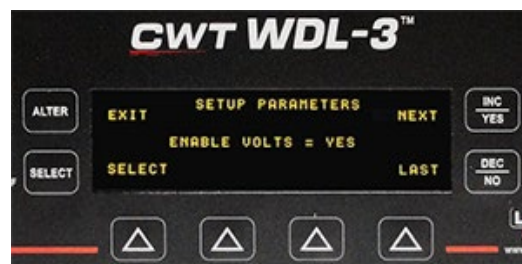 CWT WDL-3™
ALTER
EXIT SETUP PARAMETERS NEXT
INC
YES
ENABLE VOLTS = YES
SELECT
SELECT LAST
DEC
NO